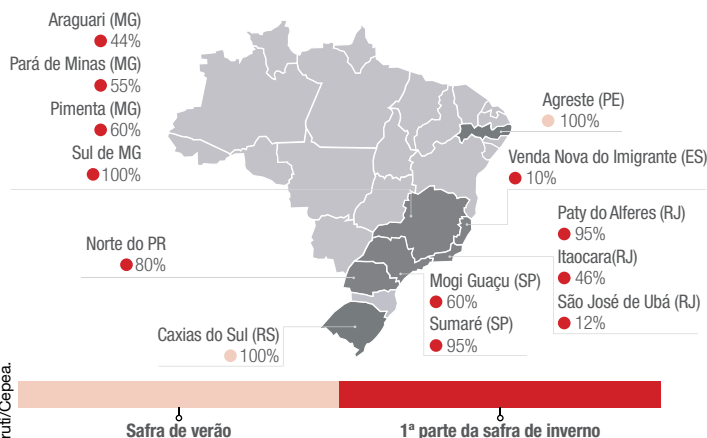 Araguari (MG)
44%
Pará de Minas (MG)
55%
Pimenta (MG)
60%
Sul de MG
100%
Agreste (PE)
100%
Venda Nova do Imigrante (ES)
10%
Paty do Alferes (RJ)
95%
Itaocara(RJ)
46%
São José de Ubá (RJ)
12%
Norte do PR
80%
Mogi Guaçu (SP)
60%
Sumaré (SP)
95%
Caxias do Sul (RS)
100%
ruti/Cepea.
Safra de verão
1ª parte da safra de inverno